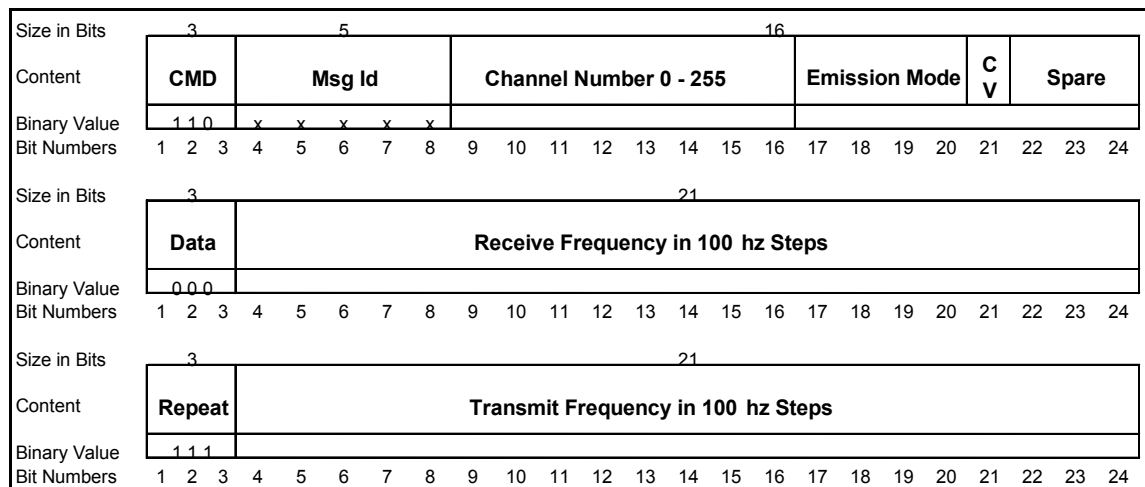 Size in Bits 3 5 16
Content CMD Msg Id Channel Number 0 - 255 Emission Mode C V Spare
Binary Value 1 1 0 x x x x x
Bit Numbers 1 2 3 4 5 6 7 8 9 10 11 12 13 14 15 16 17 18 19 20 21 22 23 24
Size in Bits 3 21
Content Data Receive Frequency in 100 hz Steps
Binary Value 0 0 0
Bit Numbers 1 2 3 4 5 6 7 8 9 10 11 12 13 14 15 16 17 18 19 20 21 22 23 24
Size in Bits 3 21
Content Repeat Transmit Frequency in 100 hz Steps
Binary Value 1 1 1
Bit Numbers 1 2 3 4 5 6 7 8 9 10 11 12 13 14 15 16 17 18 19 20 21 22 23 24